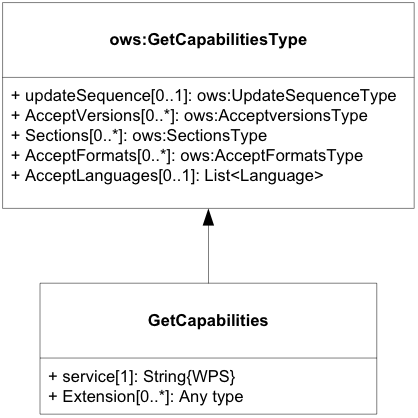 ows:GetCapabilitiesType
+ updateSequence[0..1]: ows:UpdateSequenceType
+ AcceptVersions[0..*]: ows:AcceptversionsType
+ Sections[0..*]: ows:SectionsType
+ AcceptFormats[0..*]: ows:AcceptFormatsType
+ AcceptLanguages[0..1]: List<Language>
GetCapabilities
+ service[1]: String{WPS}
+ Extension[0..*]: Any type